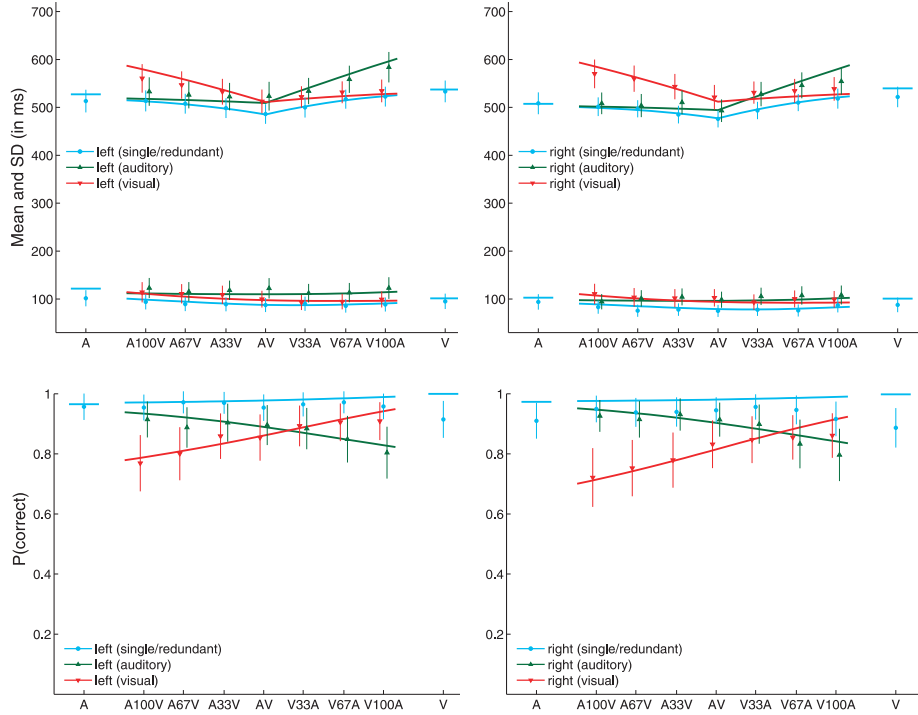 700
600
500
400
300
200
100
Mean and SD (in ms)
left (single/redundant)
left (auditory)
left (visual)
A A100V A67V A33V AV V33A V67A V100A V
700
600
500
400
300
200
100
right (single/redundant)
right (auditory)
right (visual)
A A100V A67V A33V AV V33A V67A V100A V
1
0.8
0.6
0.4
0.2
P(correct)
left (single/redundant)
left (auditory)
left (visual)
A A100V A67V A33V AV V33A V67A V100A V
1
0.8
0.6
0.4
0.2
right (single/redundant)
right (auditory)
right (visual)
A A100V A67V A33V AV V33A V67A V100A V